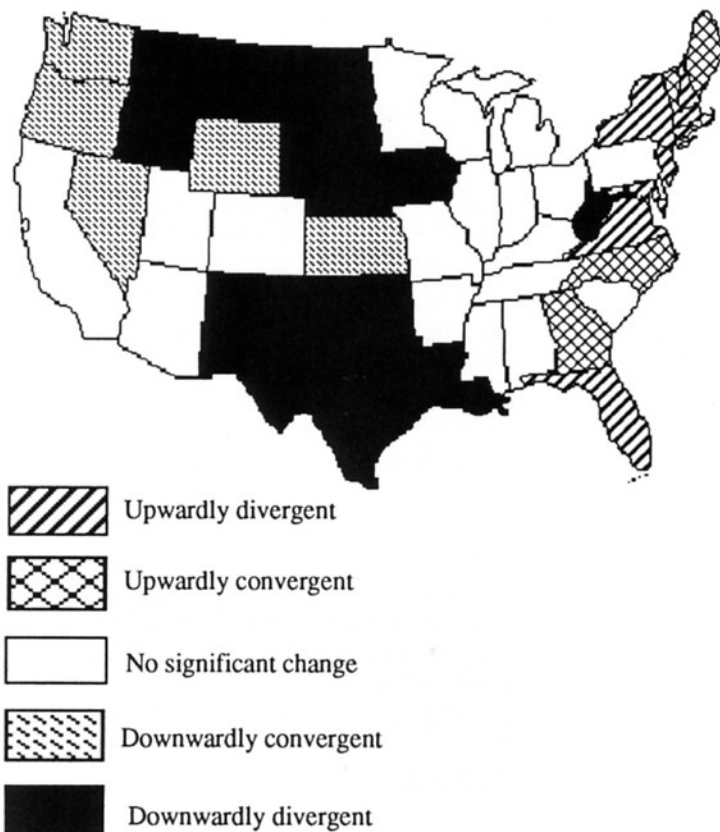 Upwardly divergent
Upwardly convergent
No significant change
Downwardly convergent
Downwardly divergent